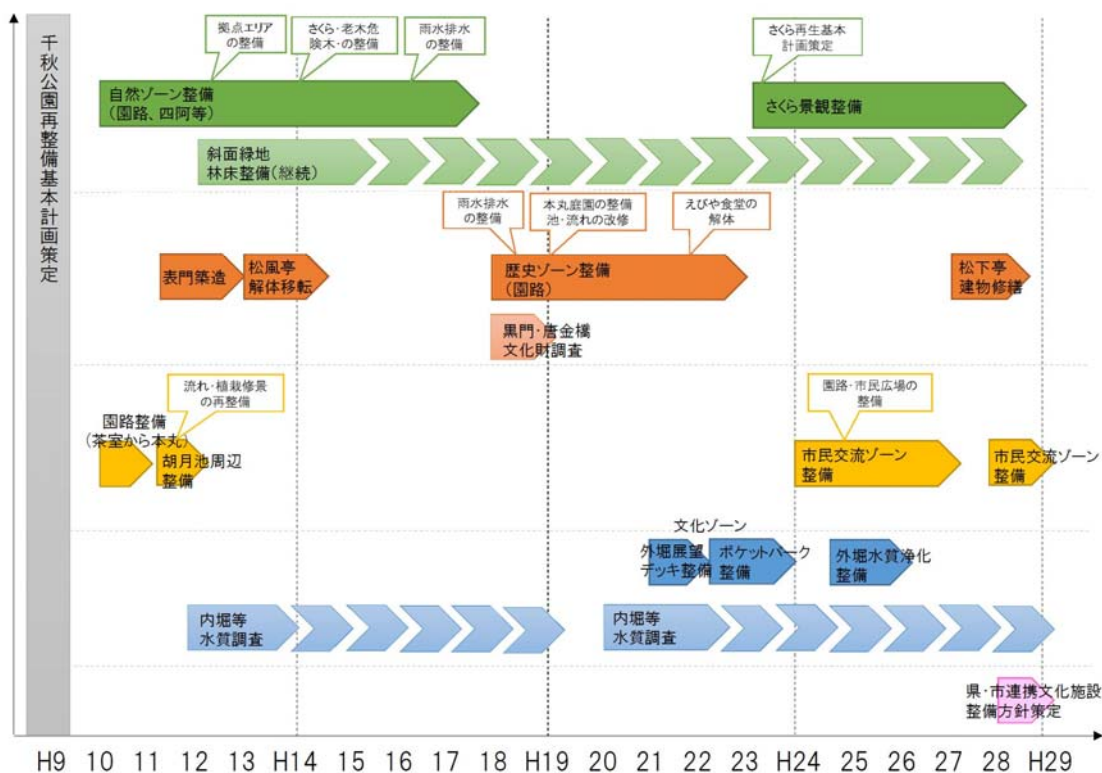 千秋公園再整備基本計画策定
拠点エリア
の整備
さくら・老木危
険木・の整備
雨水排水
の整備
さくら再生基本
計画策定
自然ゾーン整備
(園路、四阿等)
さくら景観整備
斜面緑地
林床整備(継続)
雨水排水
の整備
本丸庭園の整備
池・流れの改修
えびや食堂の
解体
表門築造
松風亭
解体移転
歴史ゾーン整備
(園路)
松下亭
建物修繕
黒門・唐金橋
文化財調査
流れ・植栽修景
の再整備
園路・市民広場の
整備
園路整備
(茶室から本丸)
胡月池周辺
整備
市民交流ゾーン
整備
市民交流ゾーン
整備
文化ゾーン
外堀展望
デッキ整備
ポケットパーク
整備
外堀水質浄化
整備
内堀等
水質調査
内堀等
水質調査
県・市連携文化施設
整備方針策定
H9 10 11 12 13 H14 15 16 17 18 H19 20 21 22 23 H24 25 26 27 28 H29